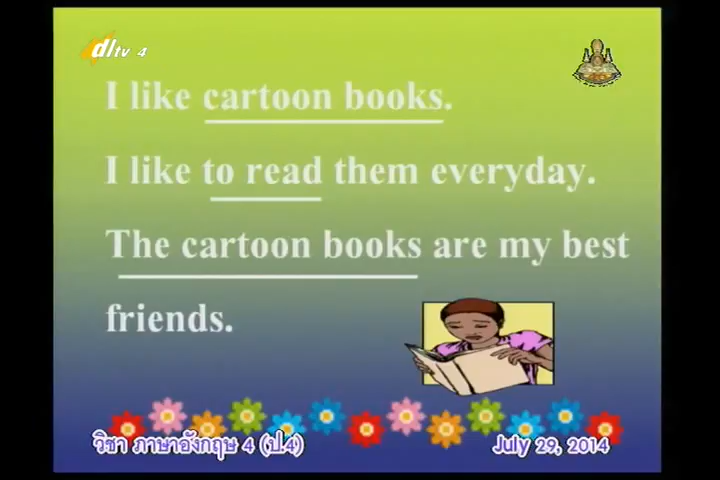 dltv 4
I like cartoon books.
I like to read them everyday.
The cartoon books are my best
friends.
วิชา ภาษาอังกฤษ 4 (ป.4)
July 29, 2014